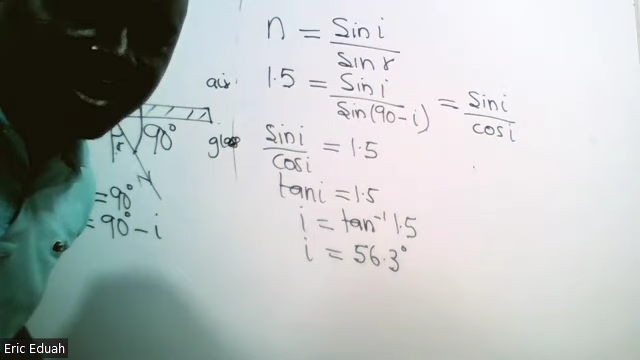 n = Sin i / Sin r
air 1.5 = Sin i / Sin(90-i) = Sin i / cos i
90°
r
Sin i / cos i = 1.5
tan i = 1.5
= 90°
= 90° - i
i = tan⁻¹ 1.5
i = 56.3°
Eric Eduah